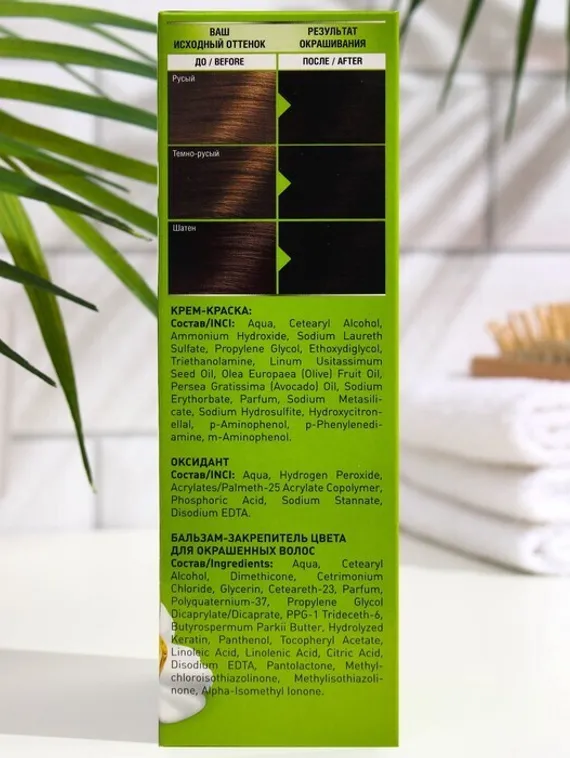 ВАШ
ИСХОДНЫЙ ОТТЕНОК
РЕЗУЛЬТАТ
ОКРАШИВАНИЯ
ДО / BEFORE
ПОСЛЕ / AFTER
Русый
Темно-русый
Шатен
КРЕМ-КРАСКА:
Состав/INCI: Aqua, Cetearyl Alcohol,
Ammonium Hydroxide, Sodium Laureth
Sulfate, Propylene Glycol, Ethoxydiglycol,
Triethanolamine, Linum Usitassimum
Seed Oil, Olea Europaea (Olive) Fruit Oil,
Persea Gratissima (Avocado) Oil, Sodium
Erythorbate, Parfum, Sodium Metasili-
cate, Sodium Hydrosulfite, Hydroxycitron-
ellal, p-Aminophenol, p-Phenylenedi-
amine, m-Aminophenol.
ОКСИДАНТ
Состав/INCI: Aqua, Hydrogen Peroxide,
Acrylates/Palmeth-25 Acrylate Copolymer,
Phosphoric Acid, Sodium Stannate,
Disodium EDTA.
БАЛЬЗАМ-ЗАКРЕПИТЕЛЬ ЦВЕТА
ДЛЯ ОКРАШЕННЫХ ВОЛОС
Состав/Ingredients: Aqua, Cetearyl
Alcohol, Dimethicone, Cetrimonium
Chloride, Glycerin, Ceteareth-23, Parfum,
Polyquaternium-37, Propylene Glycol
Dicaprylate/Dicaprate, PPG-1 Trideceth-6,
Butyrospermum Parkii Butter, Hydrolyzed
Keratin, Panthenol, Tocopheryl Acetate,
Linoleic Acid, Linolenic Acid, Citric Acid,
Disodium EDTA, Pantolactone, Methyl-
chloroisothiazolinone, Methylisothiazoli-
none, Alpha-Isomethyl Ionone.